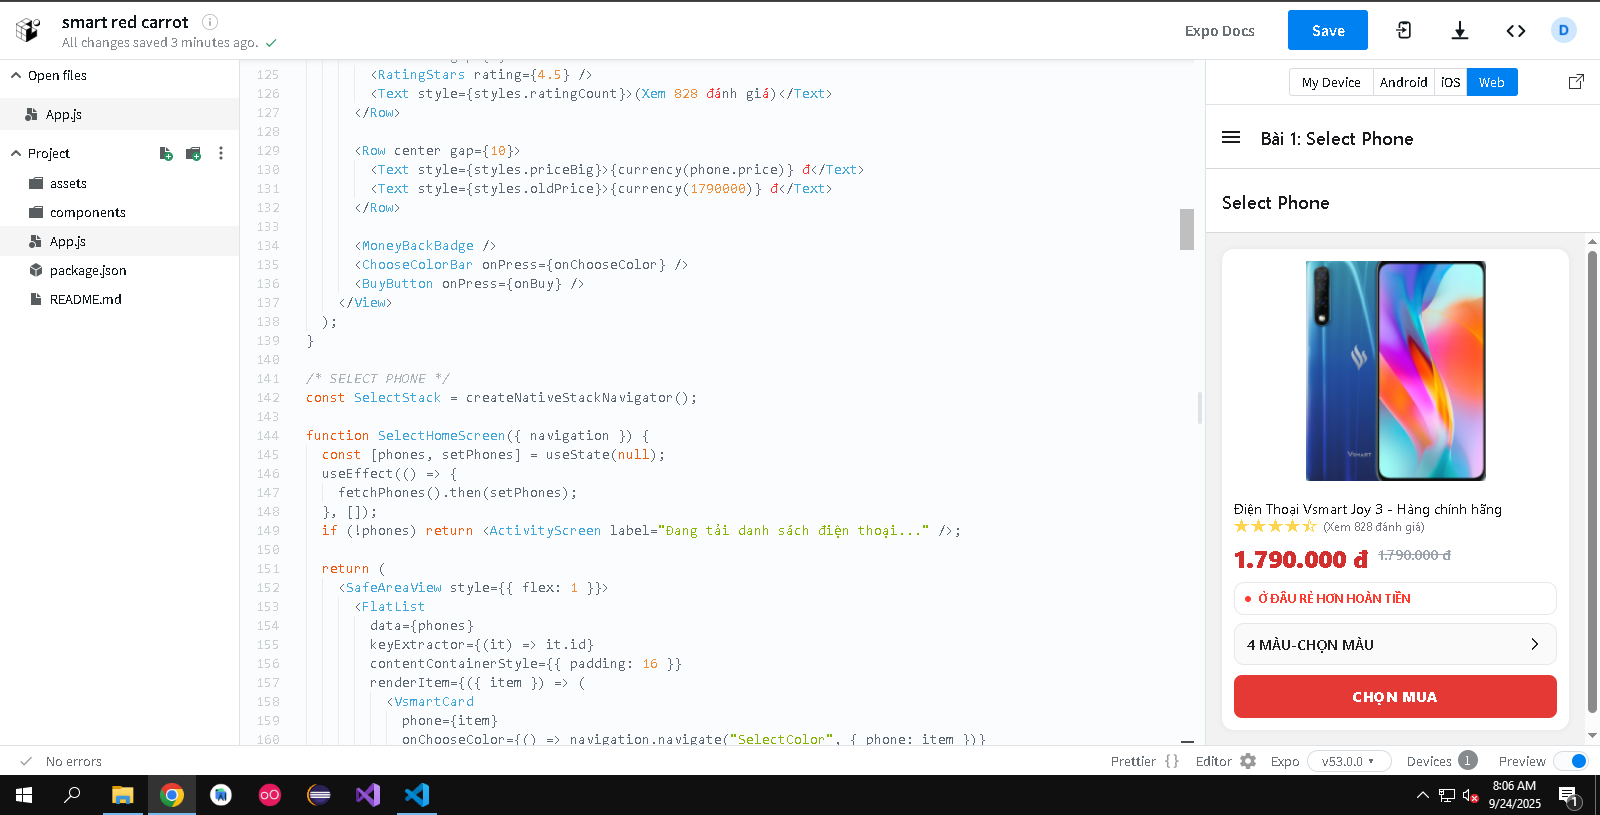 smart red carrot
All changes saved 3 minutes ago.
Expo Docs
Save
D
Open files
App.js
Project
assets
components
App.js
package.json
README.md
125 <RatingStars rating={4.5} />
126 <Text style={styles.ratingCount}>(Xem 828 đánh giá)</Text>
127 </Row>
128
129 <Row center gap={10}>
130 <Text style={styles.priceBig}>{currency(phone.price)} đ</Text>
131 <Text style={styles.oldPrice}>{currency(1790000)} đ</Text>
132 </Row>
133
134 <MoneyBackBadge />
135 <ChooseColorBar onPress={onChooseColor} />
136 <BuyButton onPress={onBuy} />
137 </View>
138 );
139 }
140
141 /* SELECT PHONE */
142 const SelectStack = createNativeStackNavigator();
143
144 function SelectHomeScreen({ navigation }) {
145 const [phones, setPhones] = useState(null);
146 useEffect(() => {
147 fetchPhones().then(setPhones);
148 }, []);
149 if (!phones) return <ActivityScreen label="Đang tải danh sách điện thoại..." />;
150
151 return (
152 <SafeAreaView style={{ flex: 1 }}>
153 <FlatList
154 data={phones}
155 keyExtractor={(it) => it.id}
156 contentContainerStyle={{ padding: 16 }}
157 renderItem={({ item }) => (
158 <VsmartCard
159 phone={item}
160 onChooseColor={() => navigation.navigate("SelectColor", { phone: item })}
My Device
Android
iOS
Web
Bài 1: Select Phone
Select Phone
VSMART
Điện Thoại Vsmart Joy 3 - Hàng chính hãng
(Xem 828 đánh giá)
1.790.000 đ
1.790.000 đ
Ở ĐÂU RẺ HƠN HOÀN TIỀN
4 MÀU-CHỌN MÀU
CHỌN MUA
No errors
Prettier
{}
Editor
Expo
v53.0.0
Devices
1
Preview
8:06 AM
9/24/2025
1